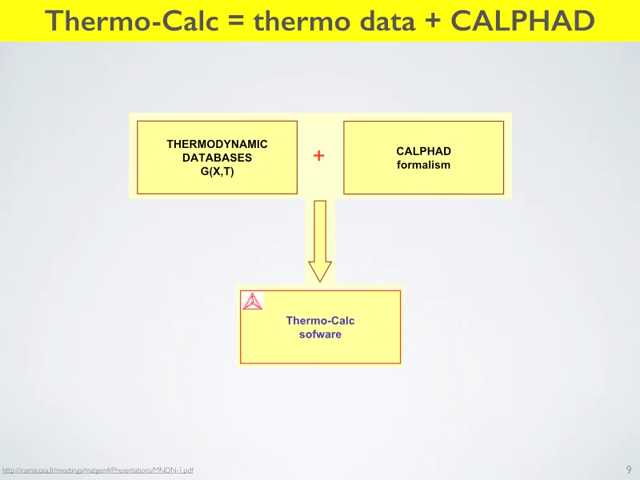 Thermo-Calc = thermo data + CALPHAD
THERMODYNAMIC
DATABASES
G(X,T)
+
CALPHAD
formalism
Thermo-Calc
sofware
http://iramis.cea.fr/meetings/matgen4/Presentations/MNDN-1.pdf
9